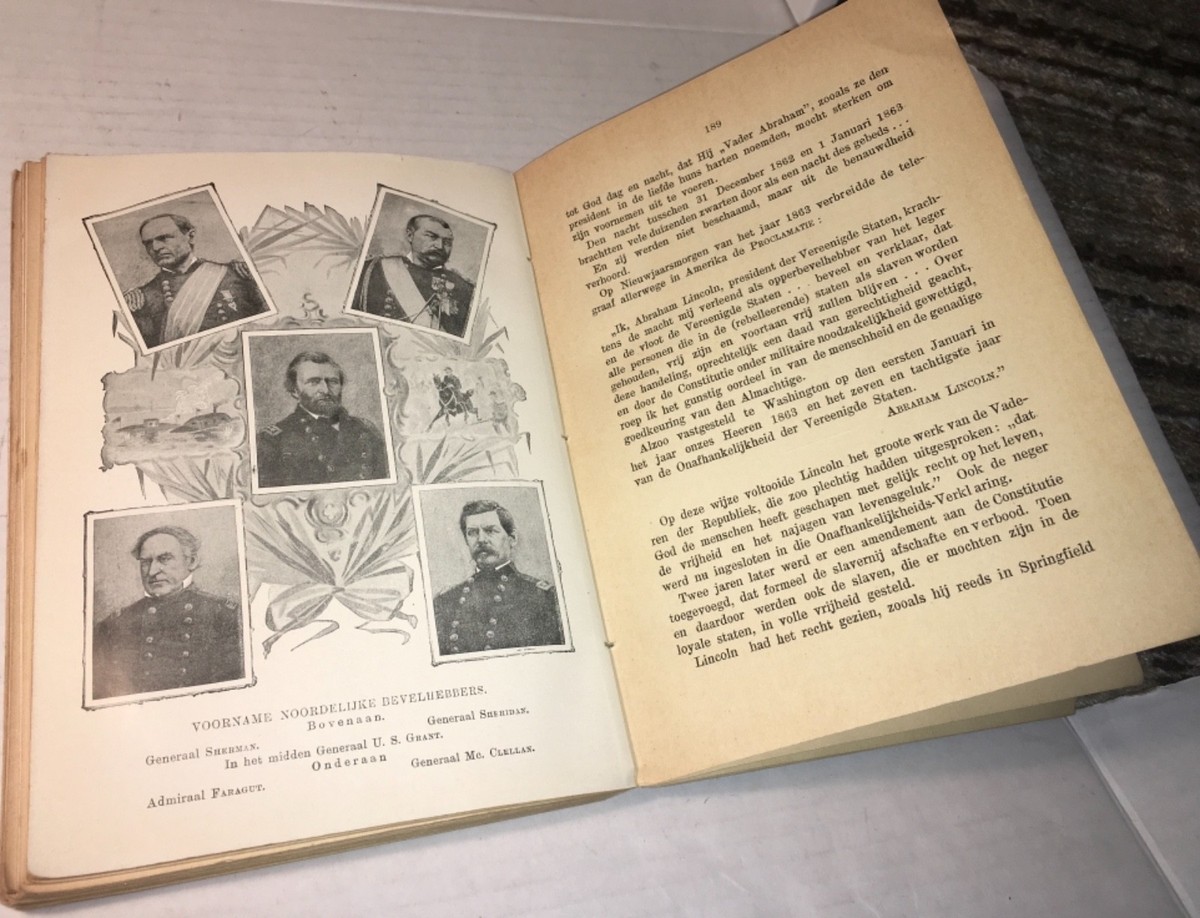 VOORNAME NOORDELIJKE BEVELHEBBERS.
Bovenaan.
Generaal SHERMAN. Generaal SHERIDAN.
In het midden Generaal U. S. GRANT.
Onderaan
Admiraal FARAGUT. Generaal Mc. CLELLAN.
189
tot God dag en nacht, dat Hij „Vader Abraham”, zooals ze den
president in de liefde huns harten noemden, mocht sterken om
zijn voornemen uit te voeren.
Den nacht tusschen 31 December 1862 en 1 Januari 1863
brachtten vele duizenden zwarten door als een nacht des gebeds ...
En zij werden niet beschaamd, maar uit de benauwdheid
verhoord.
Op Nieuwjaarsmorgen van het jaar 1863 verbreidde de tele-
graaf allerwege in Amerika de PROCLAMATIE :
„Ik, Abraham Lincoln, president der Vereenigde Staten, krach-
tens de macht mij verleend als opperbevelhebber van het leger
en de vloot de Vereenigde Staten ... beveel en verklaar, dat
alle personen die in de (rebelleerende) staten als slaven worden
gehouden, vrij zijn en voortaan vrij zullen blijven ... Over
deze handeling, oprechtelijk een daad van gerechtigheid geacht,
en door de Constitutie onder militaire noodzakelijkheid gewettigd,
roep ik het gunstig oordeel in van de menschheid en de genadige
goedkeuring van den Almachtige.
Alzoo vastgesteld te Washington op den eersten Januari in
het jaar onzes Heeren 1863 en het zeven en tachtigste jaar
van de Onafhankelijkheid der Vereenigde Staten.
ABRAHAM LINCOLN.”
Op deze wijze voltooide Lincoln het groote werk van de Vade-
ren der Republiek, die zoo plechtig hadden uitgesproken : „dat
God de menschen heeft geschapen met gelijk recht op het leven,
de vrijheid en het najagen van levensgeluk.” Ook de neger
werd nu ingesloten in die Onafhankelijkheids-Verkl aring.
Twee jaren later werd er een amendement aan de Constitutie
toegevoegd, dat formeel de slavernij afschafte en verbood. Toen
en daardoor werden ook de slaven, die er mochten zijn in de
loyale staten, in volle vrijheid gesteld.
Lincoln had het recht gezien, zooals hij reeds in Springfield